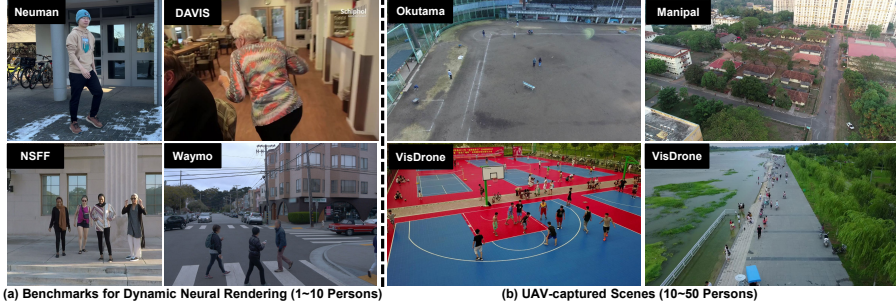 Neuman
DAVIS
Schiebol
Okutama
Manipal
NSFF
Waymo
VisDrone
VisDrone
(a) Benchmarks for Dynamic Neural Rendering (1~10 Persons)
(b) UAV-captured Scenes (10~50 Persons)